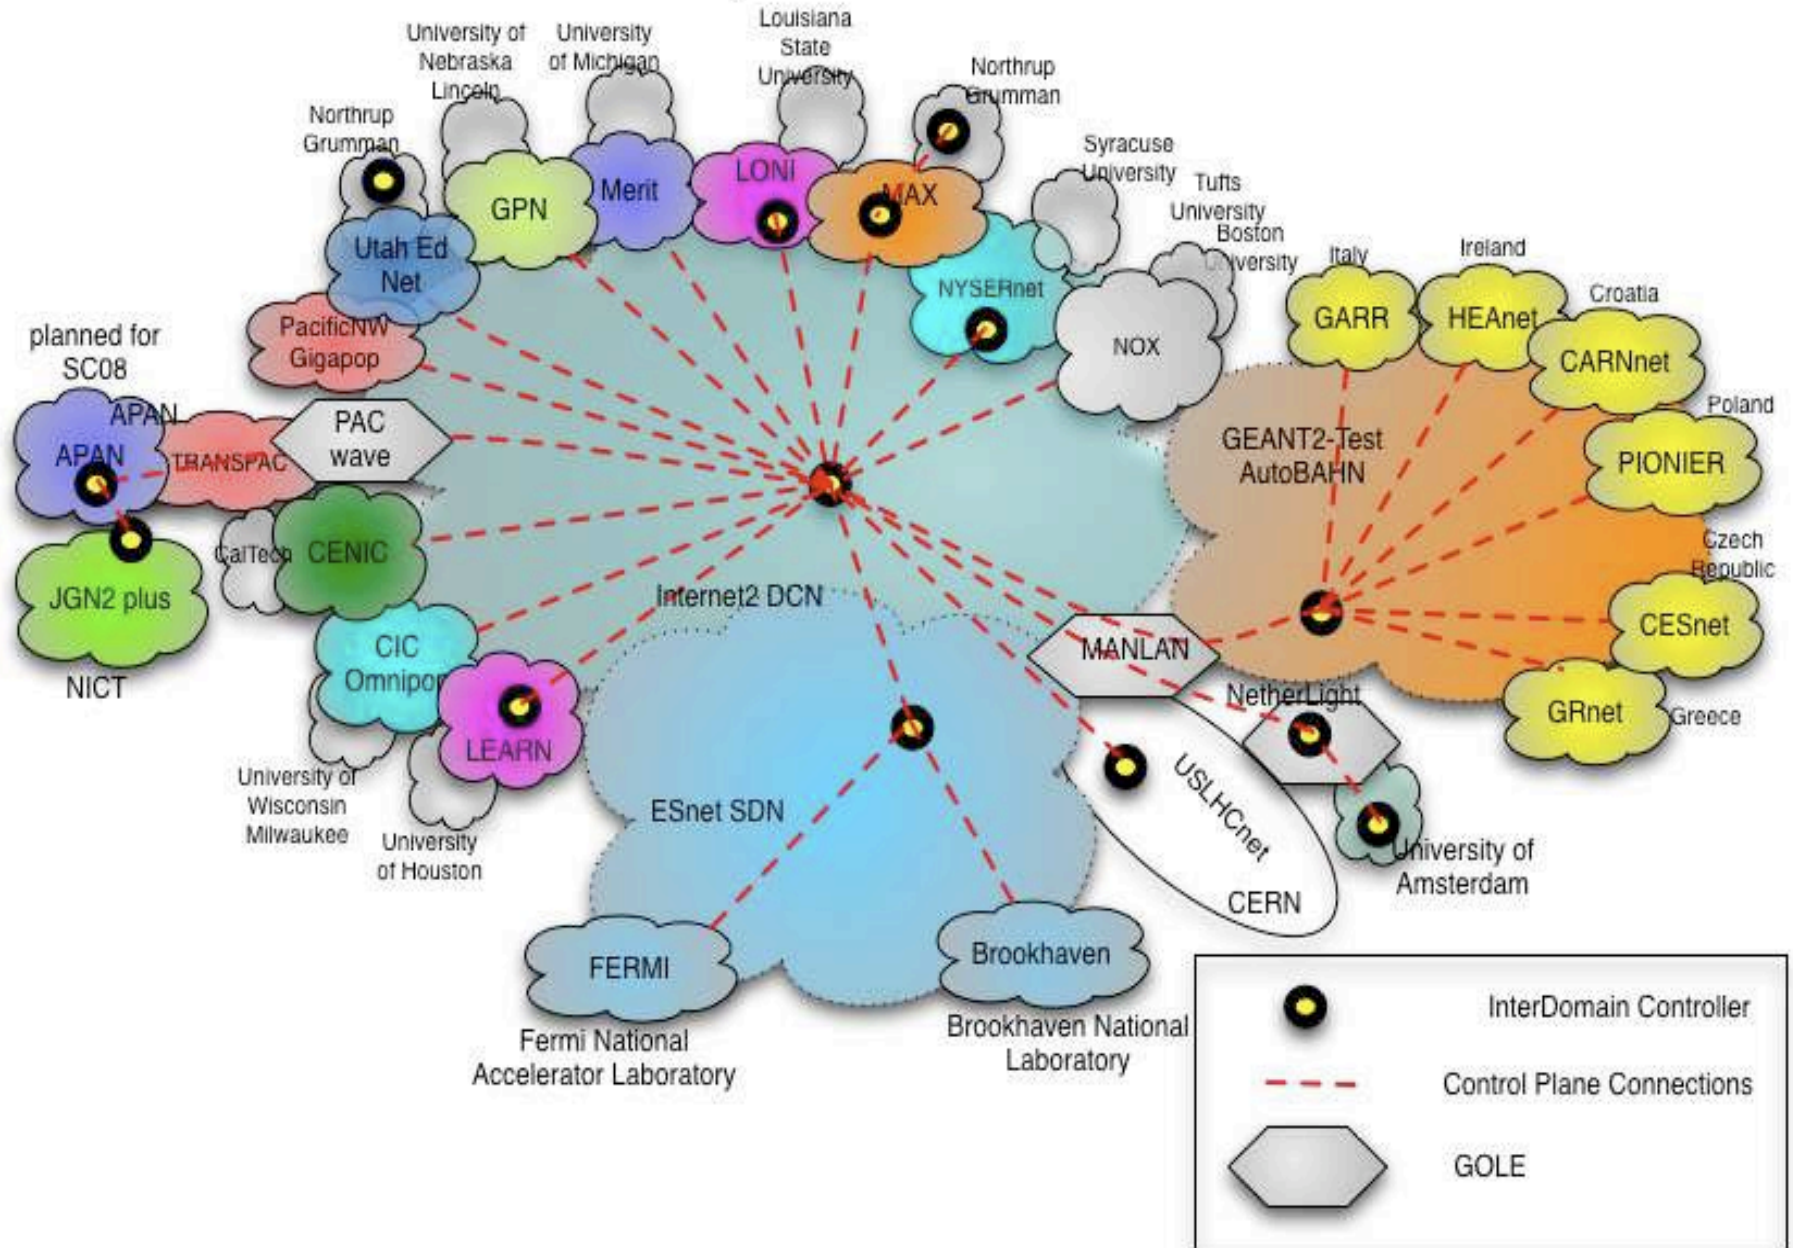 University of
Nebraska
Lincoln
University
of Michigan
Louisiana
State
University
Northrup
Grumman
Northrup
Grumman
Syracuse
University
Tufts
University
Boston
University
LONI
Merit
MAX
GPN
Utah Ed
Net
NYSERnet
NOX
Italy
Ireland
Croatia
GARR
HEAnet
CARNnet
Poland
PIONIER
planned for
SC08
PacificNW
Gigapop
APAN
APAN
TRANSPAC
PAC
wave
GEANT2-Test
AutoBAHN
Czech
Republic
CESnet
CalTech
CENIC
JGN2 plus
NICT
Internet2 DCN
CIC
Omnipop
MANLAN
NetherLight
GRnet
Greece
LEARN
University of
Wisconsin
Milwaukee
University
of Houston
ESnet SDN
USLHCnet
CERN
University of
Amsterdam
FERMI
Brookhaven
Fermi National
Accelerator Laboratory
Brookhaven National
Laboratory
InterDomain Controller
Control Plane Connections
GOLE